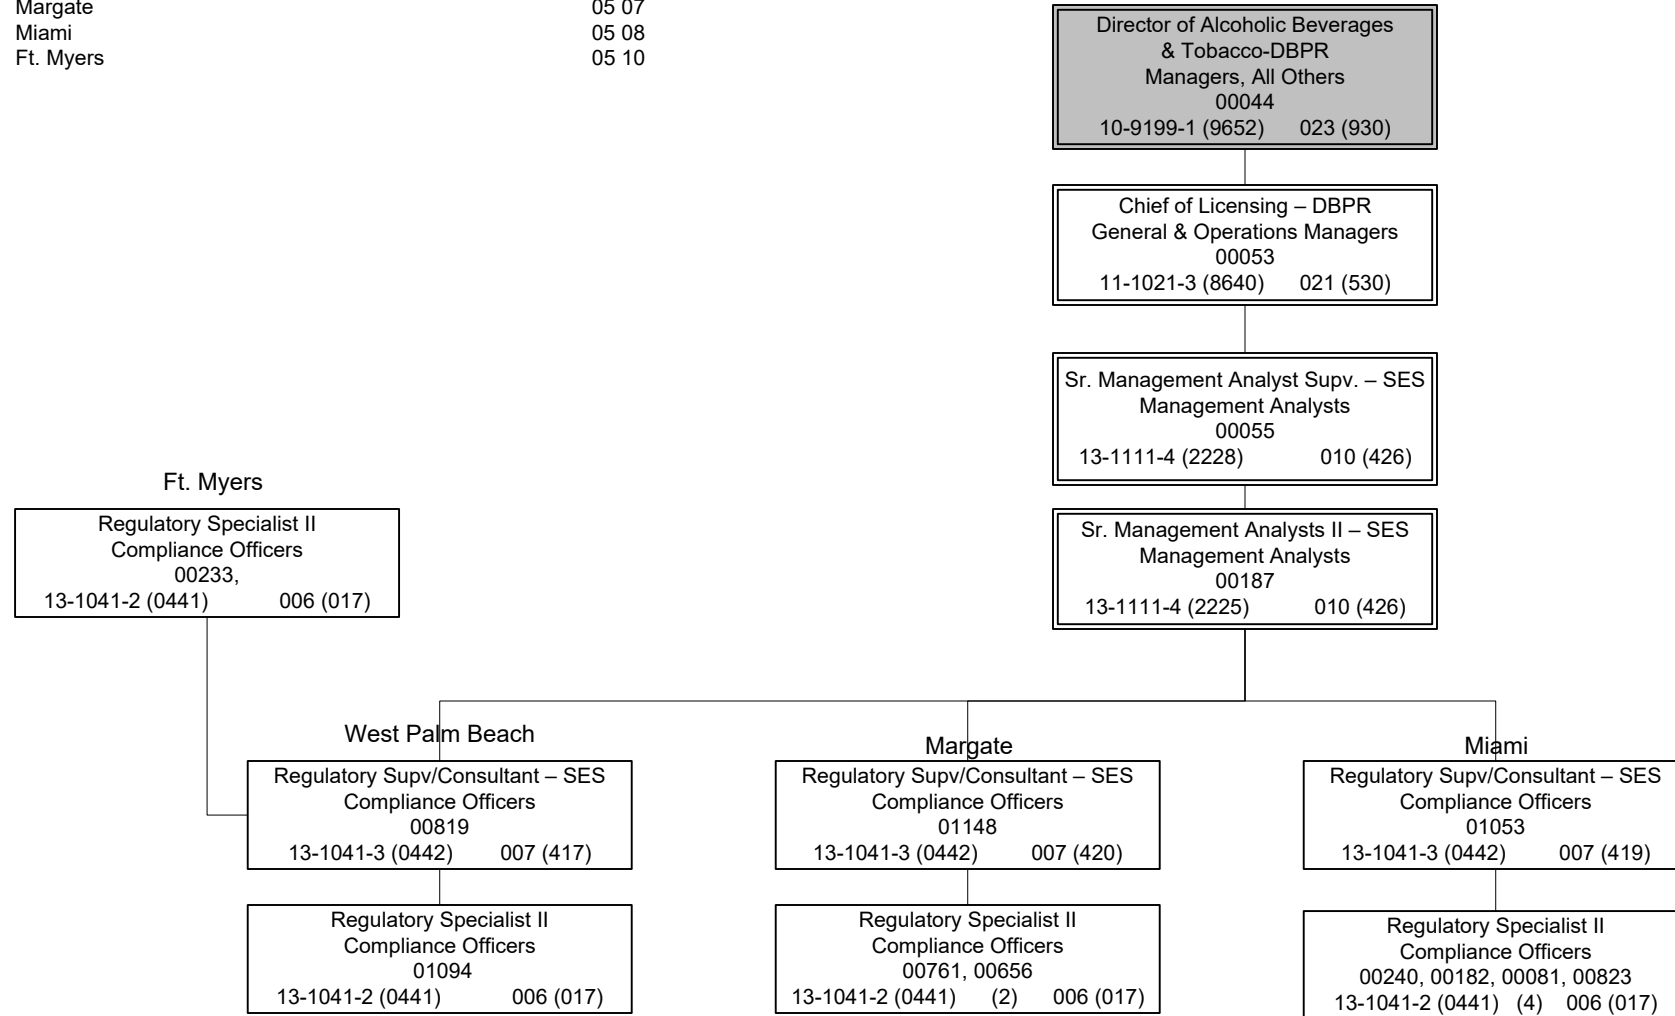 Margate 05 07
Miami 05 08
Ft. Myers 05 10
Director of Alcoholic Beverages
& Tobacco-DBPR
Managers, All Others
00044
10-9199-1 (9652) 023 (930)
Chief of Licensing – DBPR
General & Operations Managers
00053
11-1021-3 (8640) 021 (530)
Sr. Management Analyst Supv. – SES
Management Analysts
00055
13-1111-4 (2228) 010 (426)
Sr. Management Analysts II – SES
Management Analysts
00187
13-1111-4 (2225) 010 (426)
Ft. Myers
Regulatory Specialist II
Compliance Officers
00233,
13-1041-2 (0441) 006 (017)
West Palm Beach
Regulatory Supv/Consultant – SES
Compliance Officers
00819
13-1041-3 (0442) 007 (417)
Regulatory Specialist II
Compliance Officers
01094
13-1041-2 (0441) 006 (017)
Margate
Regulatory Supv/Consultant – SES
Compliance Officers
01148
13-1041-3 (0442) 007 (420)
Regulatory Specialist II
Compliance Officers
00761, 00656
13-1041-2 (0441) (2) 006 (017)
Miami
Regulatory Supv/Consultant – SES
Compliance Officers
01053
13-1041-3 (0442) 007 (419)
Regulatory Specialist II
Compliance Officers
00240, 00182, 00081, 00823
13-1041-2 (0441) (4) 006 (017)